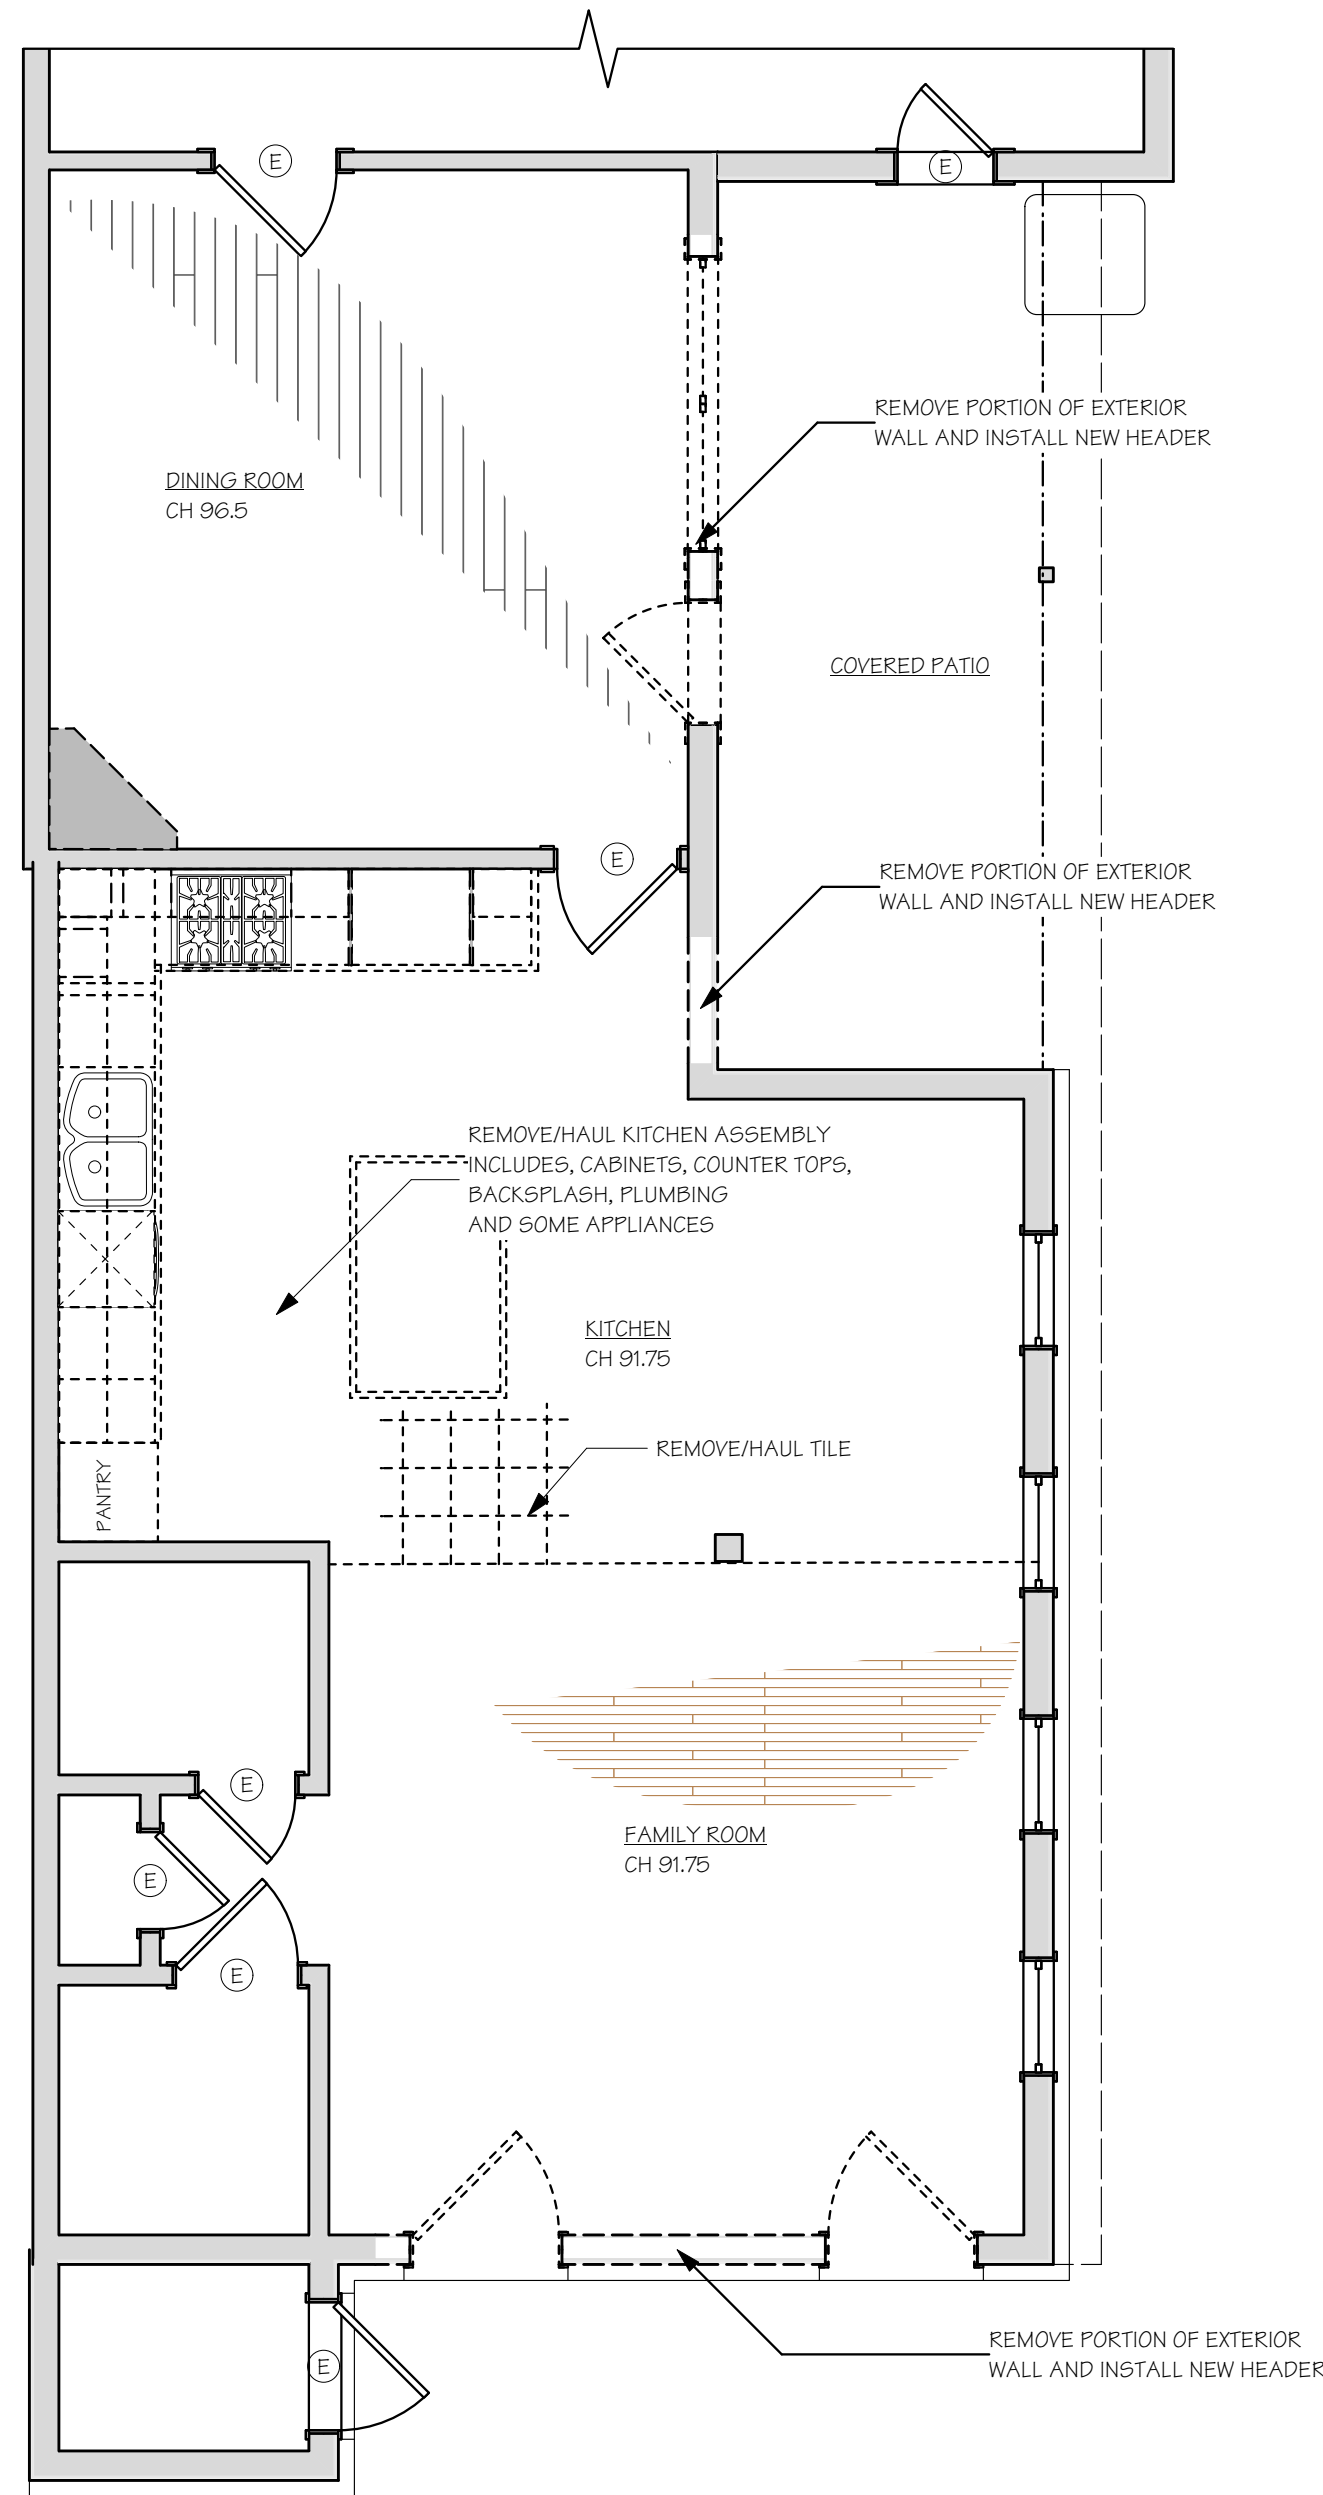 E
E
REMOVE PORTION OF EXTERIOR
WALL AND INSTALL NEW HEADER
DINING ROOM
CH 96.5
COVERED PATIO
E
REMOVE PORTION OF EXTERIOR
WALL AND INSTALL NEW HEADER
REMOVE/HAUL KITCHEN ASSEMBLY
INCLUDES, CABINETS, COUNTER TOPS,
BACKSPLASH, PLUMBING
AND SOME APPLIANCES
KITCHEN
CH 91.75
REMOVE/HAUL TILE
PANTRY
E
FAMILY ROOM
CH 91.75
E
E
REMOVE PORTION OF EXTERIOR
WALL AND INSTALL NEW HEADER
E